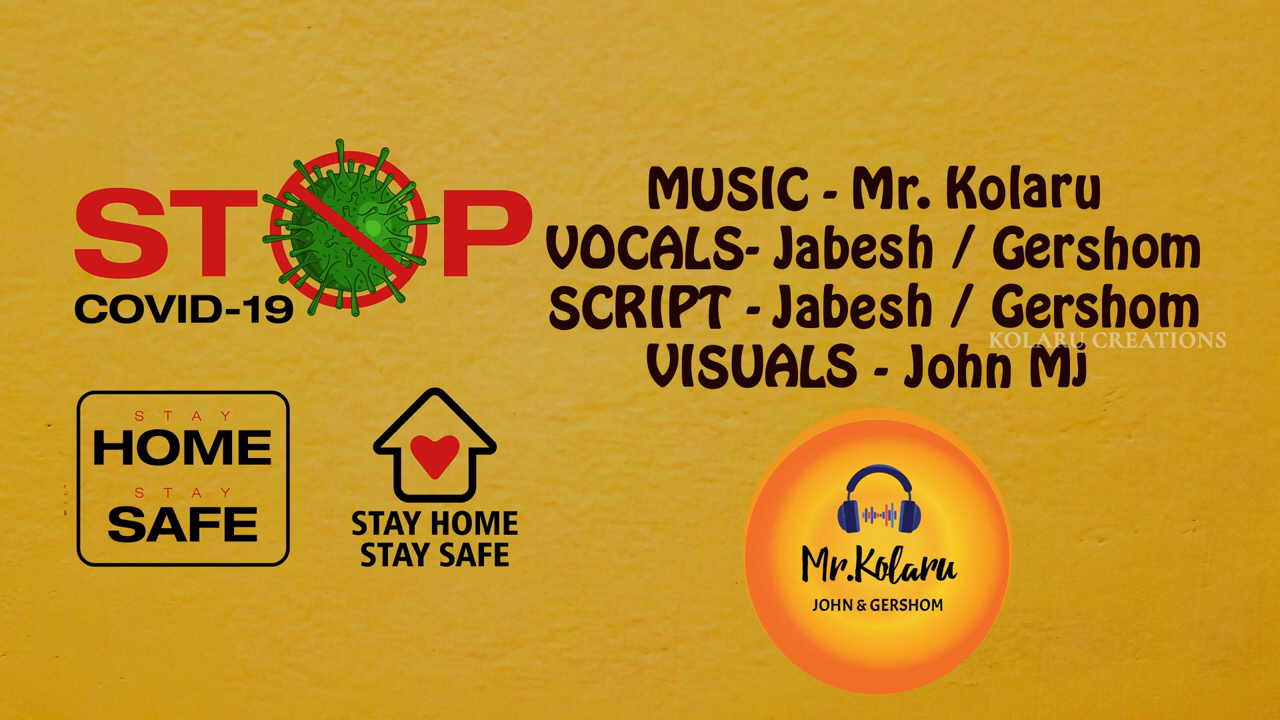 STOP
COVID-19
STAY
HOME
STAY
SAFE
STAY HOME
STAY SAFE
MUSIC - Mr. Kolaru
VOCALS- Jabesh / Gershom
SCRIPT - Jabesh / Gershom
KOLARU CREATIONS
VISUALS - John Mj
Mr.Kolaru
JOHN & GERSHOM